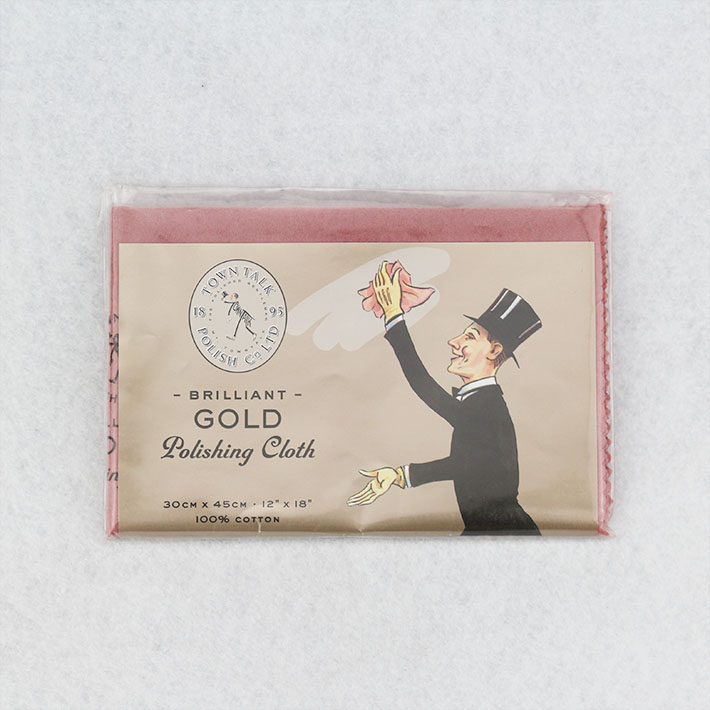 TOWN TALK
18 95
POLISH CO LTD
- BRILLIANT -
GOLD
Polishing Cloth
30CM X 45CM · 12" X 18"
100% COTTON